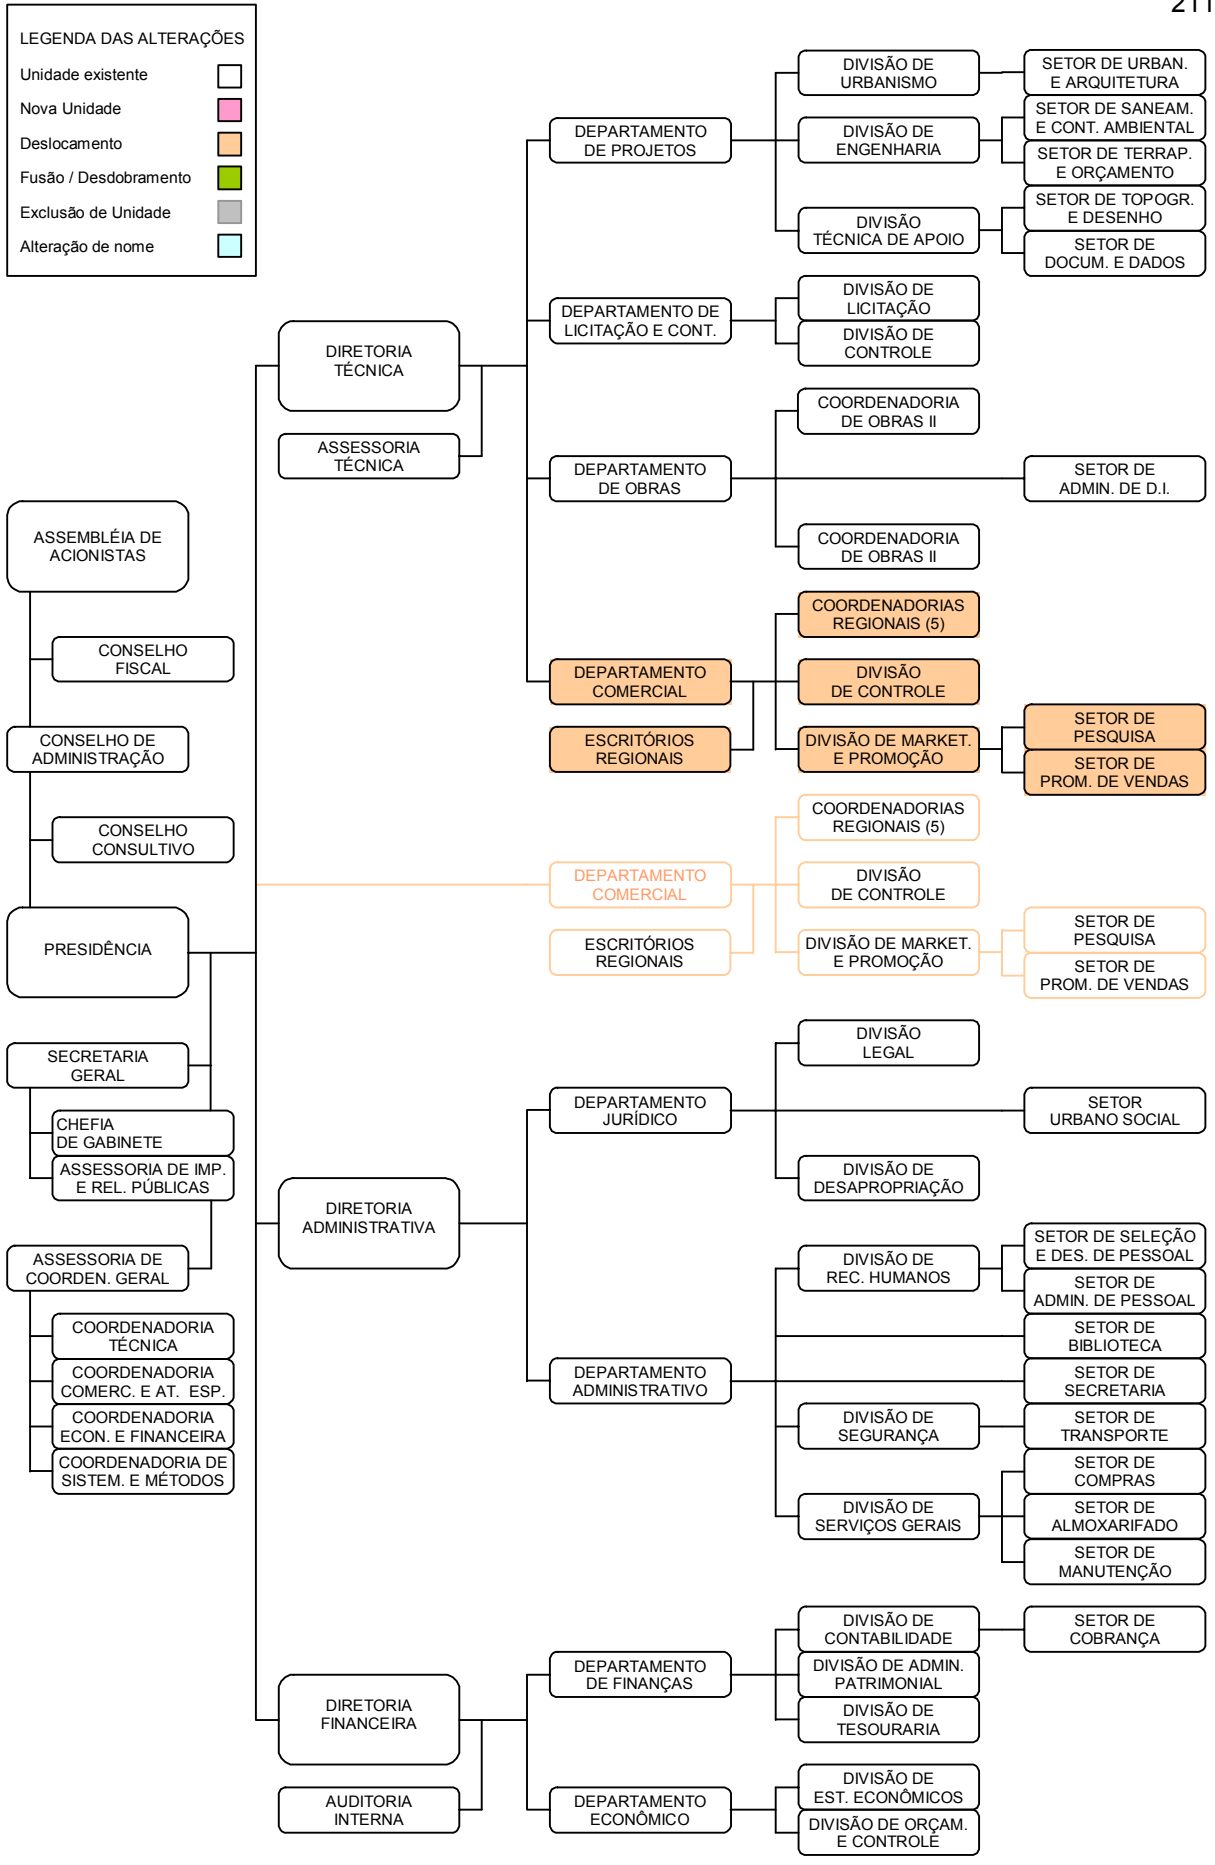 211
LEGENDA DAS ALTERAÇÕES
Unidade existente
Nova Unidade
Deslocamento
Fusão / Desdobramento
Exclusão de Unidade
Alteração de nome
DIVISÃO DE
URBANISMO
SETOR DE URBAN.
E ARQUITETURA
DEPARTAMENTO
DE PROJETOS
DIVISÃO DE
ENGENHARIA
SETOR DE SANEAM.
E CONT. AMBIENTAL
SETOR DE TERRAP.
E ORÇAMENTO
DIVISÃO
TÉCNICA DE APOIO
SETOR DE TOPOGR.
E DESENHO
SETOR DE
DOCUM. E DADOS
DEPARTAMENTO DE
LICITAÇÃO E CONT.
DIVISÃO DE
LICITAÇÃO
DIVISÃO DE
CONTROLE
DIRETORIA
TÉCNICA
ASSESSORIA
TÉCNICA
COORDENADORIA
DE OBRAS II
DEPARTAMENTO
DE OBRAS
SETOR DE
ADMIN. DE D.I.
COORDENADORIA
DE OBRAS II
ASSEMBLÉIA DE
ACIONISTAS
CONSELHO
FISCAL
CONSELHO DE
ADMINISTRAÇÃO
CONSELHO
CONSULTIVO
PRESIDÊNCIA
COORDENADORIAS
REGIONAIS (5)
DEPARTAMENTO
COMERCIAL
DIVISÃO
DE CONTROLE
ESCRITÓRIOS
REGIONAIS
DIVISÃO DE MARKET.
E PROMOÇÃO
SETOR DE
PESQUISA
SETOR DE
PROM. DE VENDAS
COORDENADORIAS
REGIONAIS (5)
DEPARTAMENTO
COMERCIAL
DIVISÃO
DE CONTROLE
ESCRITÓRIOS
REGIONAIS
DIVISÃO DE MARKET.
E PROMOÇÃO
SETOR DE
PESQUISA
SETOR DE
PROM. DE VENDAS
SECRETARIA
GERAL
CHEFIA
DE GABINETE
ASSESSORIA DE IMP.
E REL. PÚBLICAS
ASSESSORIA DE
COORDEN. GERAL
COORDENADORIA
TÉCNICA
COORDENADORIA
COMERC. E AT. ESP.
COORDENADORIA
ECON. E FINANCEIRA
COORDENADORIA DE
SISTEM. E MÉTODOS
DIRETORIA
ADMINISTRATIVA
DIVISÃO
LEGAL
DEPARTAMENTO
JURÍDICO
SETOR
URBANO SOCIAL
DIVISÃO DE
DESAPROPRIAÇÃO
DIVISÃO DE
REC. HUMANOS
SETOR DE SELEÇÃO
E DES. DE PESSOAL
SETOR DE
ADMIN. DE PESSOAL
SETOR DE
BIBLIOTECA
DEPARTAMENTO
ADMINISTRATIVO
SETOR DE
SECRETARIA
DIVISÃO DE
SEGURANÇA
SETOR DE
TRANSPORTE
DIVISÃO DE
SERVIÇOS GERAIS
SETOR DE
COMPRAS
SETOR DE
ALMOXARIFADO
SETOR DE
MANUTENÇÃO
DIRETORIA
FINANCEIRA
AUDITORIA
INTERNA
DEPARTAMENTO
DE FINANÇAS
DIVISÃO DE
CONTABILIDADE
SETOR DE
COBRANÇA
DIVISÃO DE ADMIN.
PATRIMONIAL
DIVISÃO DE
TESOURARIA
DEPARTAMENTO
ECONÔMICO
DIVISÃO DE
EST. ECONÔMICOS
DIVISÃO DE ORÇAM.
E CONTROLE